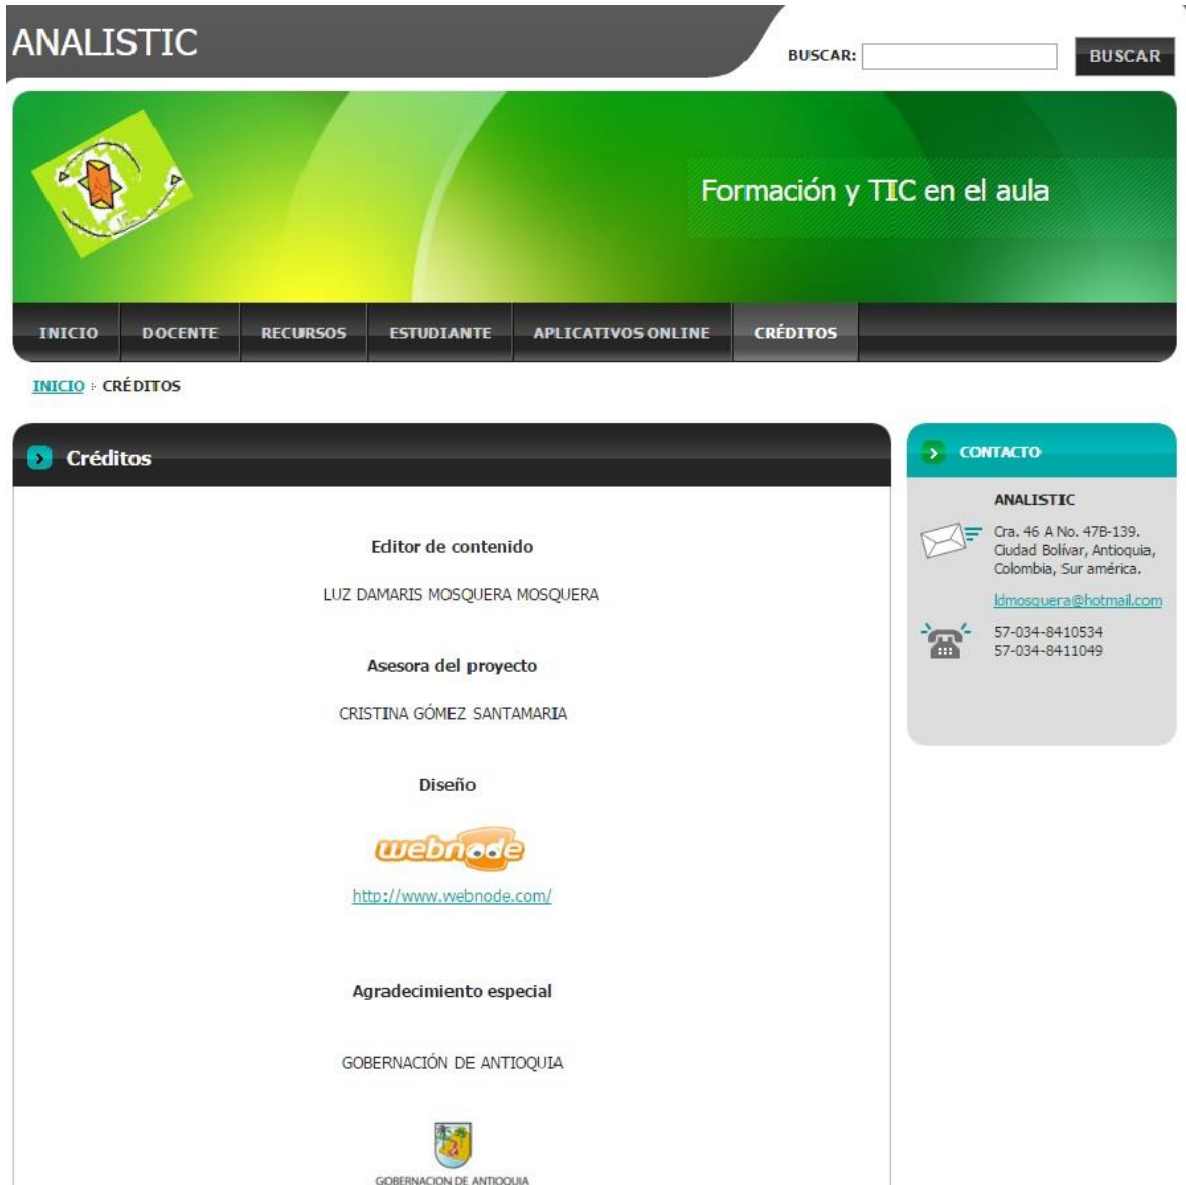 ANALISTIC
BUSCAR:
BUSCAR
Formación y TIC en el aula
INICIO DOCENTE RECURSOS ESTUDIANTE APLICATIVOS ONLINE CRÉDITOS
INICIO CRÉDITOS
Créditos
Editor de contenido
LUZ DAMARIS MOSQUERA MOSQUERA
Asesora del proyecto
CRISTINA GÓMEZ SANTAMARIA
Diseño
webnode
http://www.webnode.com/
Agradecimiento especial
GOBERNACIÓN DE ANTIOQUIA
GOBERNACION DE ANTIOQUIA
CONTACTO
ANALISTIC
Cra. 46 A No. 47B-139.
Ciudad Bolívar, Antioquia,
Colombia, Sur américa.
ldmosquera@hotmail.com
57-034-8410534
57-034-8411049